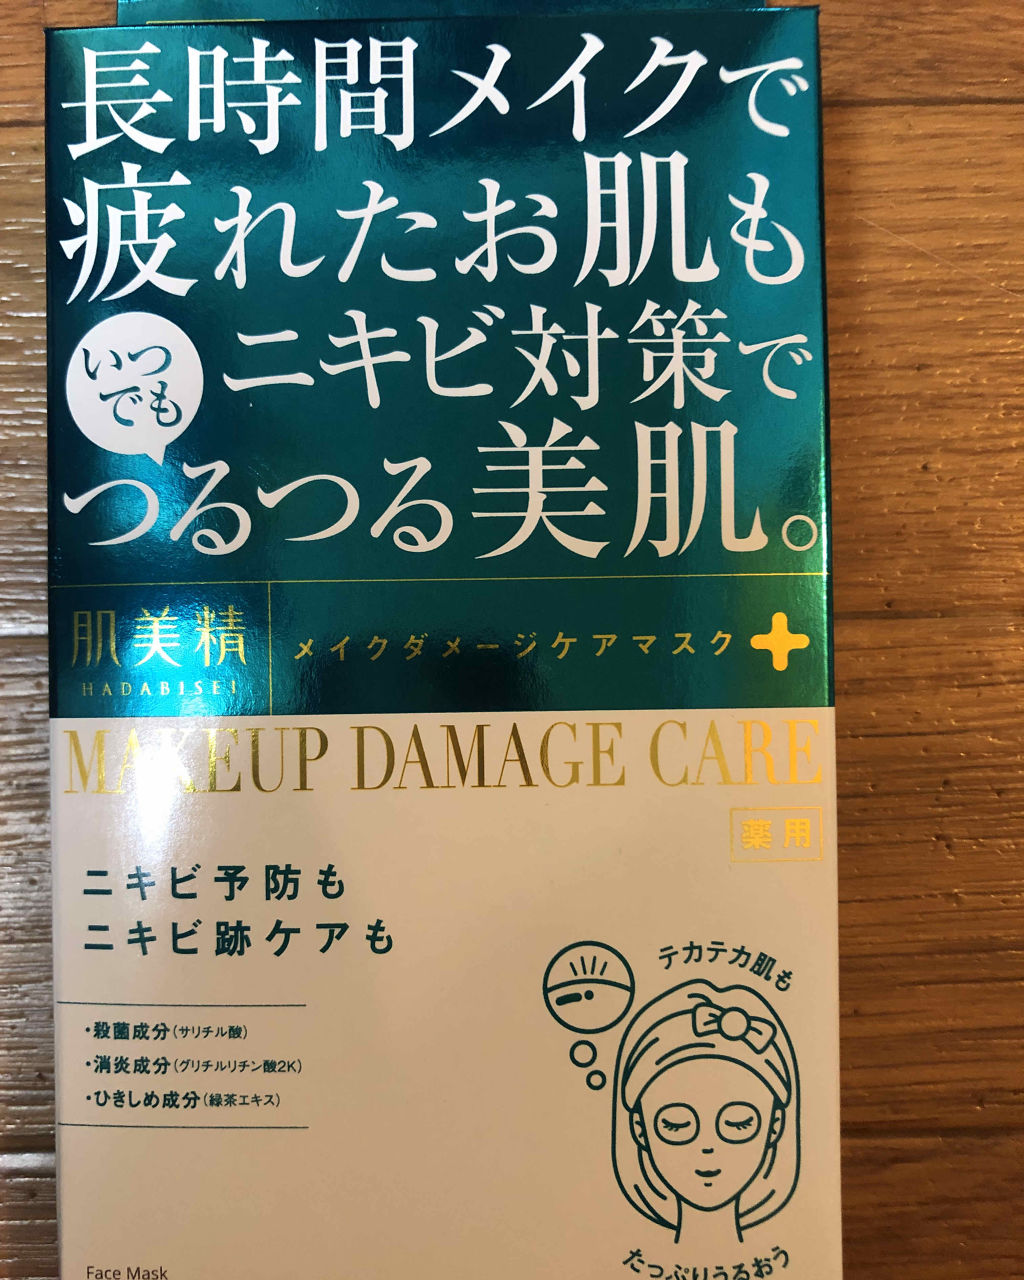 長時間メイクで
疲れたお肌も
いつ
でも
ニキビ対策で
つるつる美肌。
肌美精
HADABISEI
メイクダメージケアマスク
MAKEUP DAMAGE CARE
薬用
ニキビ予防も
ニキビ跡ケアも
・殺菌成分(サリチル酸)
・消炎成分(グリチルリチン酸2K)
・ひきしめ成分(緑茶エキス)
テカテカ肌も
たっぷりうるおう
Face Mask